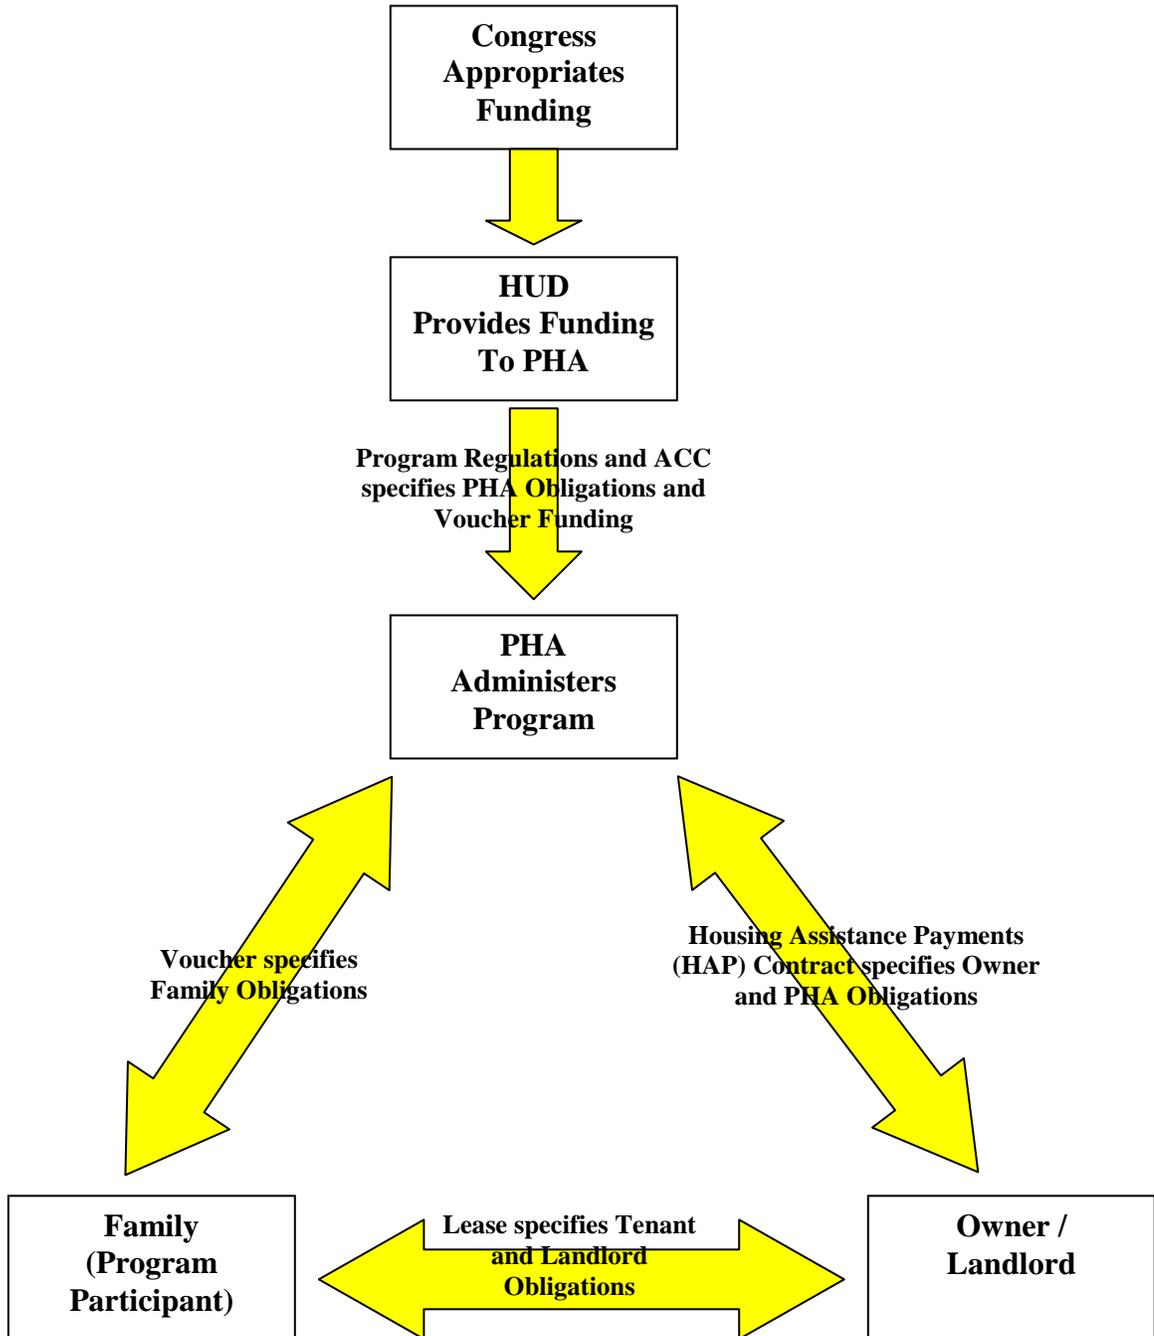 Congress
Appropriates
Funding
HUD
Provides Funding
To PHA
Program Regulations and ACC
specifies PHA Obligations and
Voucher Funding
PHA
Administers
Program
Voucher specifies
Family Obligations
Housing Assistance Payments
(HAP) Contract specifies Owner
and PHA Obligations
Family
(Program
Participant)
Lease specifies Tenant
and Landlord
Obligations
Owner /
Landlord